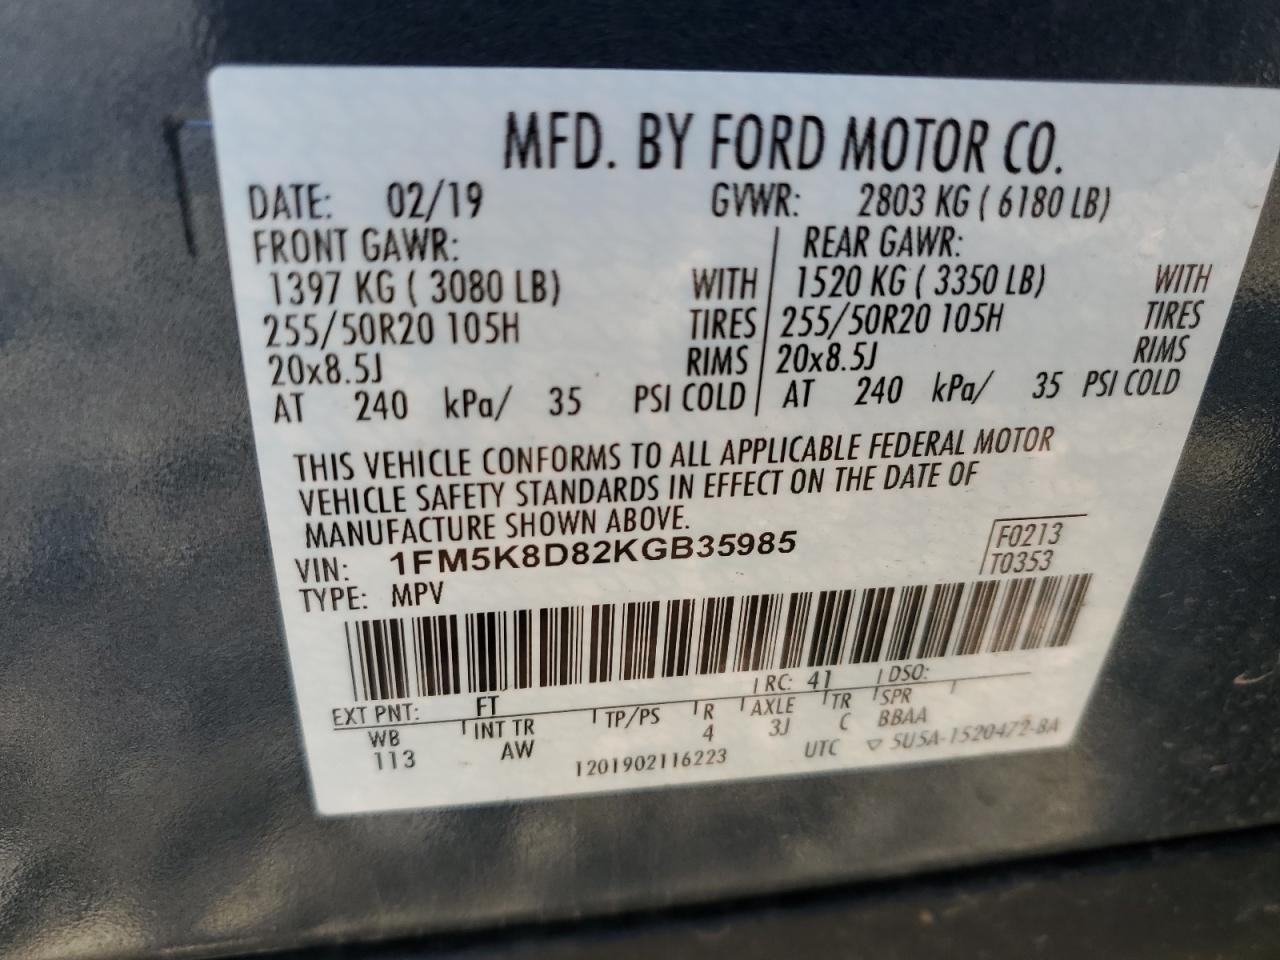 MFD. BY FORD MOTOR CO.
DATE: 02/19 GVWR: 2803 KG ( 6180 LB)
FRONT GAWR: REAR GAWR:
1397 KG ( 3080 LB) WITH 1520 KG ( 3350 LB) WITH
255/50R20 105H TIRES 255/50R20 105H TIRES
20x8.5J RIMS 20x8.5J RIMS
AT 240 kPa/ 35 PSI COLD AT 240 kPa/ 35 PSI COLD
THIS VEHICLE CONFORMS TO ALL APPLICABLE FEDERAL MOTOR
VEHICLE SAFETY STANDARDS IN EFFECT ON THE DATE OF
MANUFACTURE SHOWN ABOVE.
VIN: 1FM5K8D82KGB35985 F0213
TYPE: MPV T0353
EXT PNT: FT RC: 41 DSO:
WB INT TR TP/PS R AXLE TR SPR
113 AW 4 3J C BBAA
1201902116223 UTC ▽ 5U5A-1520472-BA